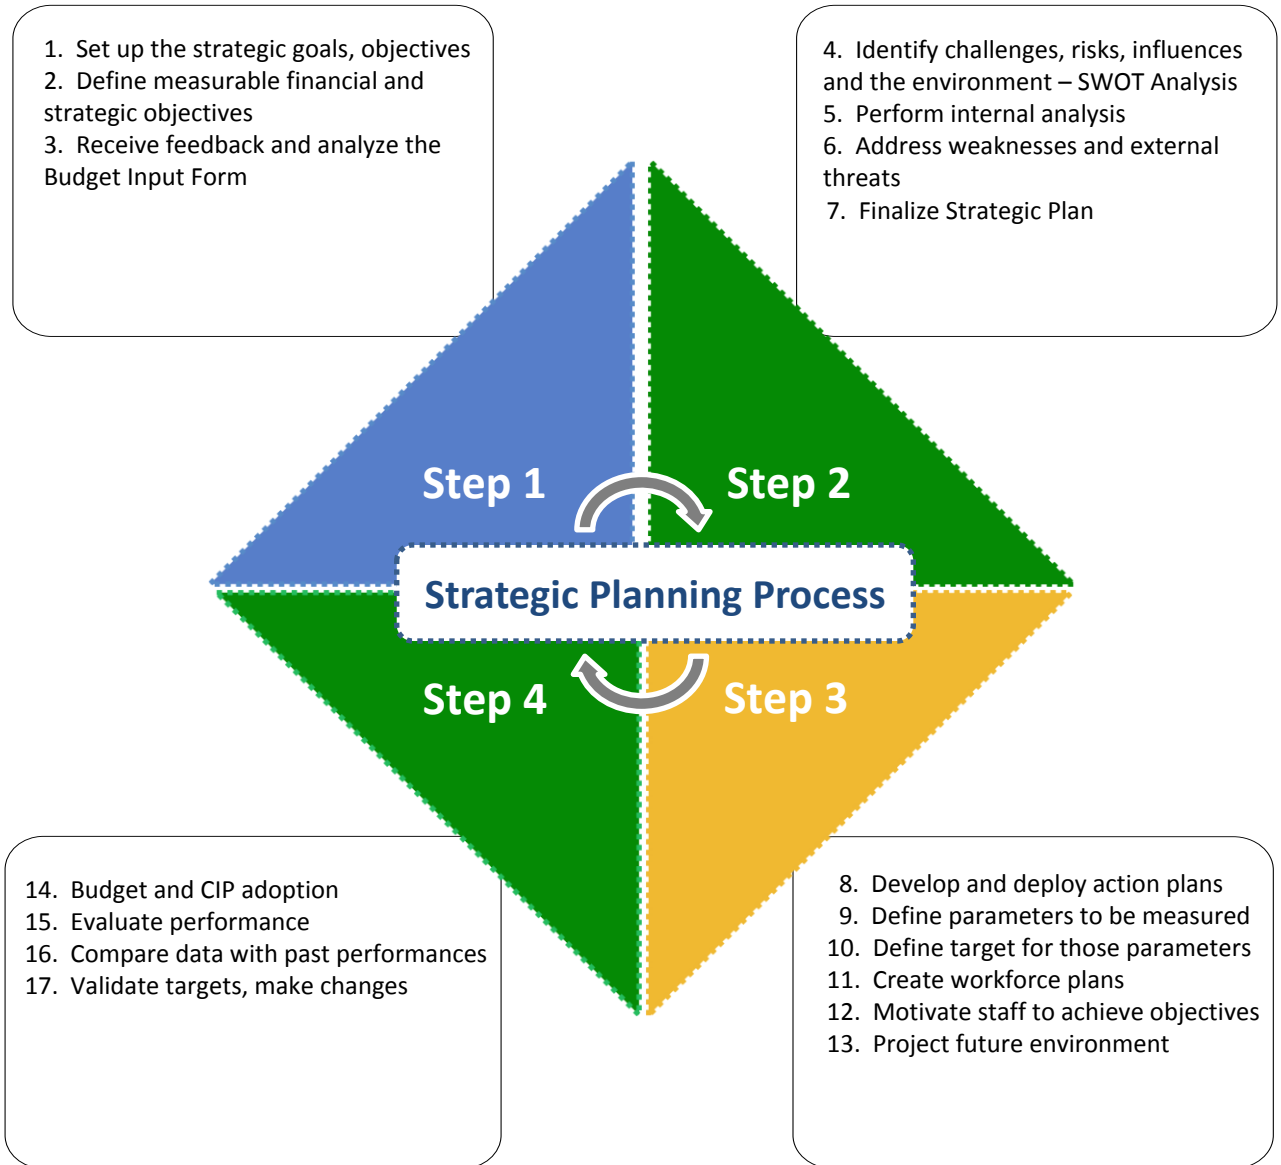 1. Set up the strategic goals, objectives
2. Define measurable financial and
strategic objectives
3. Receive feedback and analyze the
Budget Input Form
4. Identify challenges, risks, influences
and the environment – SWOT Analysis
5. Perform internal analysis
6. Address weaknesses and external
threats
7. Finalize Strategic Plan
Step 1
Step 2
Strategic Planning Process
Step 4
Step 3
14. Budget and CIP adoption
15. Evaluate performance
16. Compare data with past performances
17. Validate targets, make changes
8. Develop and deploy action plans
9. Define parameters to be measured
10. Define target for those parameters
11. Create workforce plans
12. Motivate staff to achieve objectives
13. Project future environment